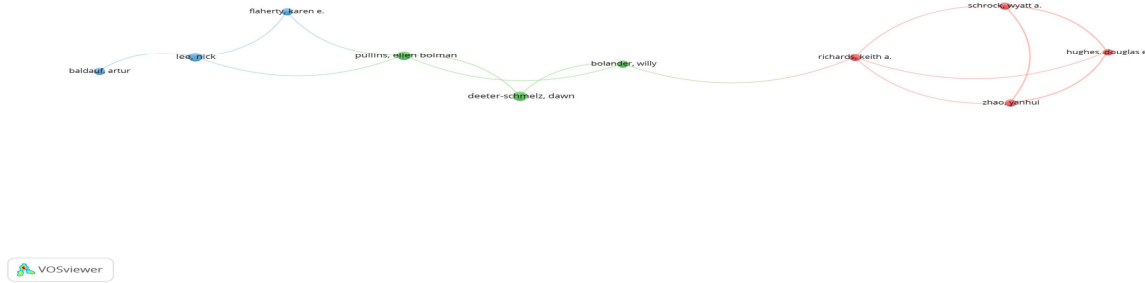 schrock, wyatt a.
flaherty, karen e.
hughes, douglas e
pullins, ellen bolman
lee, nick
richards, keith a.
bolander, willy
baldauf, artur
deeter-schmelz, dawn
zhao, yanhui
VOSviewer